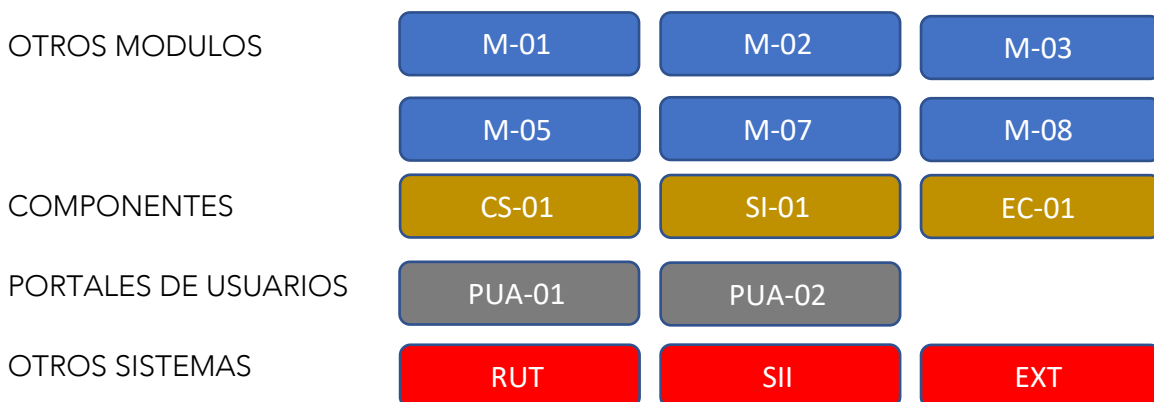 OTROS MODULOS M-01 M-02 M-03
M-05 M-07 M-08
COMPONENTES CS-01 SI-01 EC-01
PORTALES DE USUARIOS PUA-01 PUA-02
OTROS SISTEMAS RUT SII EXT